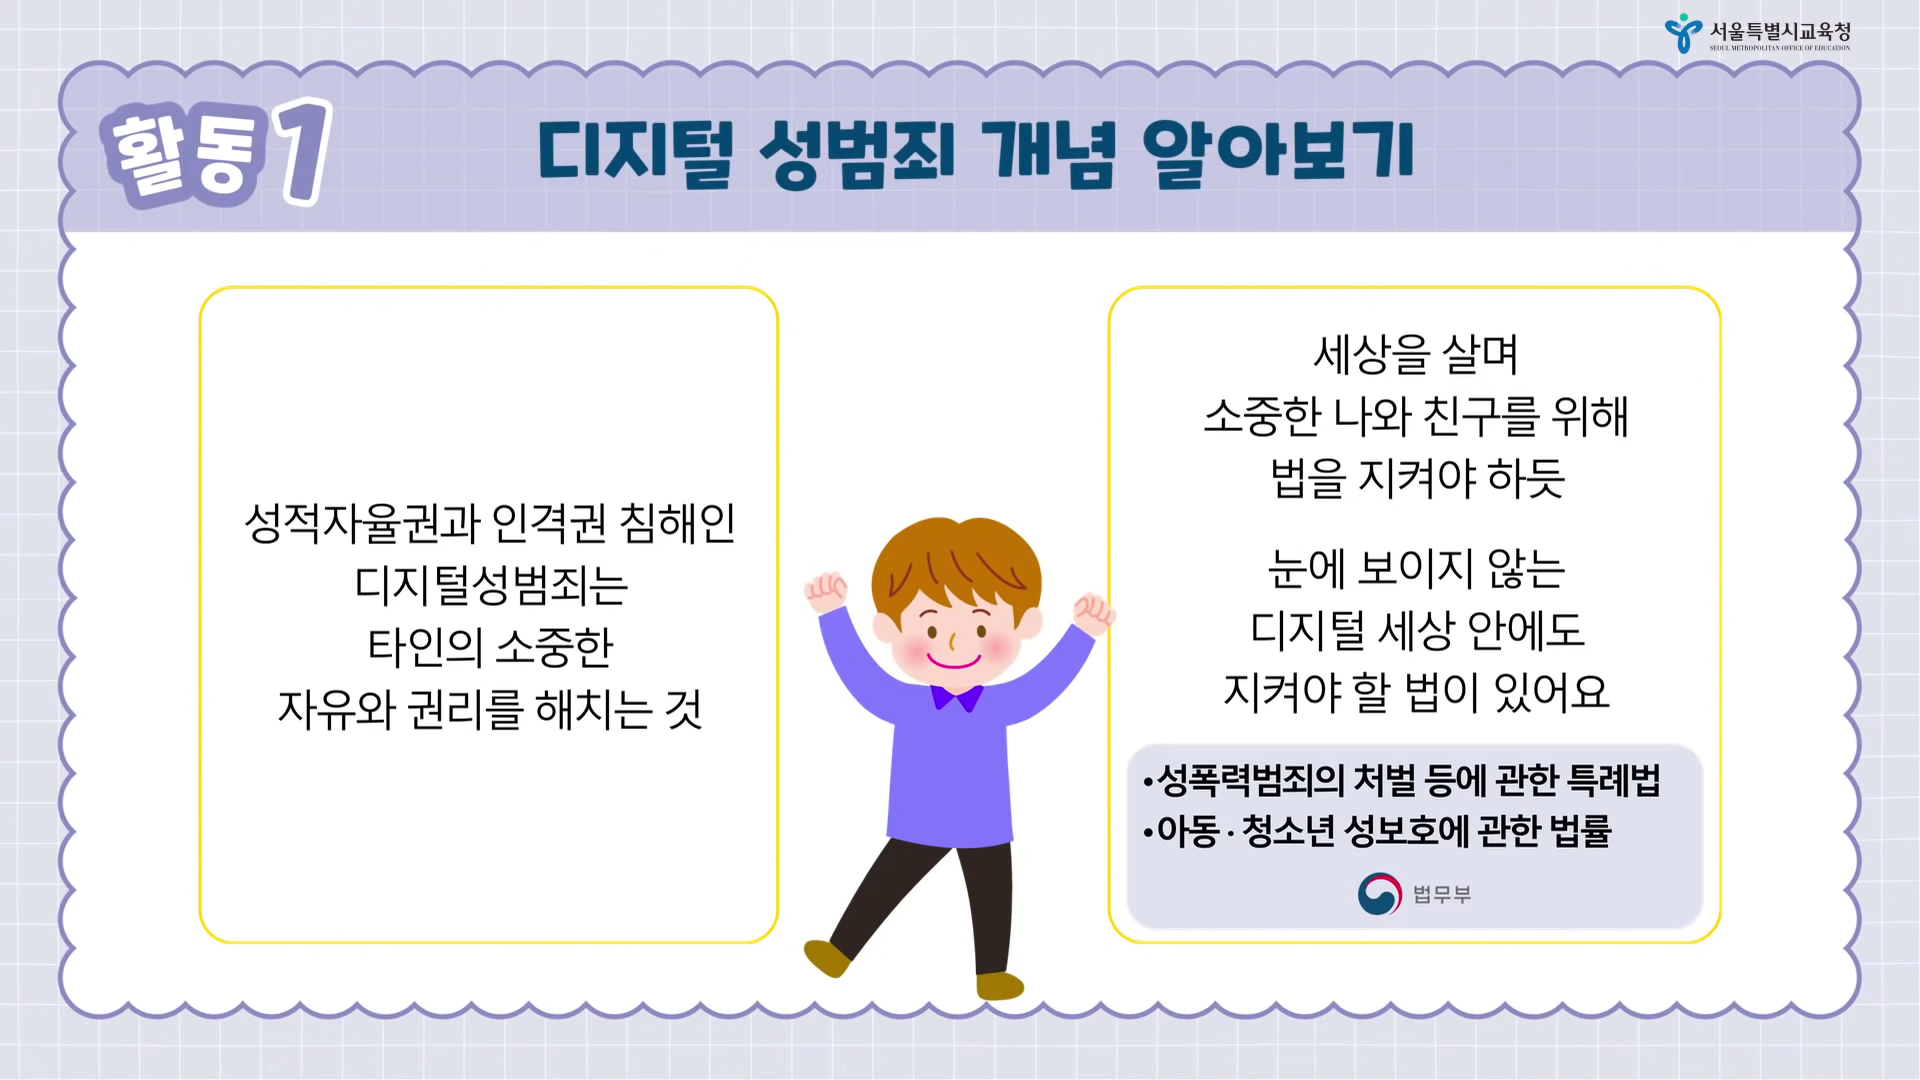 서울특별시교육청
SEOUL METROPOLITAN OFFICE OF EDUCATION
활동1
디지털 성범죄 개념 알아보기
성적자율권과 인격권 침해인
디지털성범죄는
타인의 소중한
자유와 권리를 해치는 것
세상을 살며
소중한 나와 친구를 위해
법을 지켜야 하듯
눈에 보이지 않는
디지털 세상 안에도
지켜야 할 법이 있어요
•성폭력범죄의 처벌 등에 관한 특례법
•아동·청소년 성보호에 관한 법률
법무부